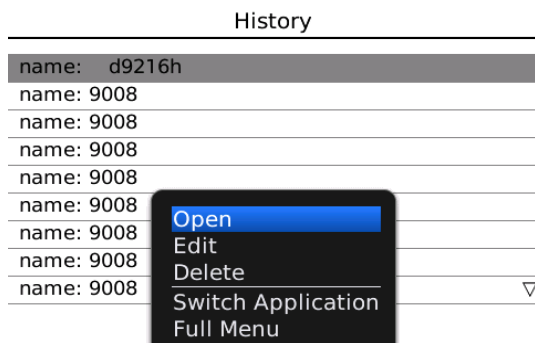 History
name: d9216h
name: 9008
name: 9008
name: 9008
name: 9008
name: 9008
name: 9008
name: 9008
name: 9008
Open
Edit
Delete
Switch Application
Full Menu